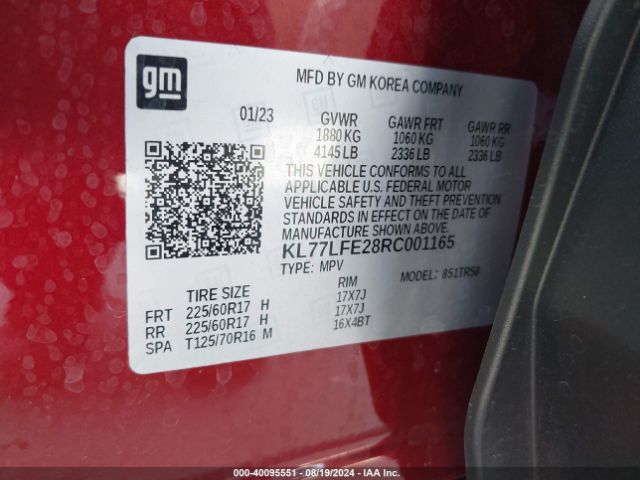 gm
MFD BY GM KOREA COMPANY
01/23 GVWR GAWR FRT GAWR RR
1880 KG 1060 KG 1060 KG
4145 LB 2336 LB 2336 LB
THIS VEHICLE CONFORMS TO ALL
APPLICABLE U.S. FEDERAL MOTOR
VEHICLE SAFETY AND THEFT PREVENTION
STANDARDS IN EFFECT ON THE DATE OF
MANUFACTURE SHOWN ABOVE.
KL77LFE28RC001165
TYPE: MPV MODEL: 851TR58
TIRE SIZE RIM
FRT 225/60R17 H 17X7J
RR 225/60R17 H 17X7J
SPA T125/70R16 M 16X4BT
© - 40095551 - 08/19/2024 - IAA Inc.